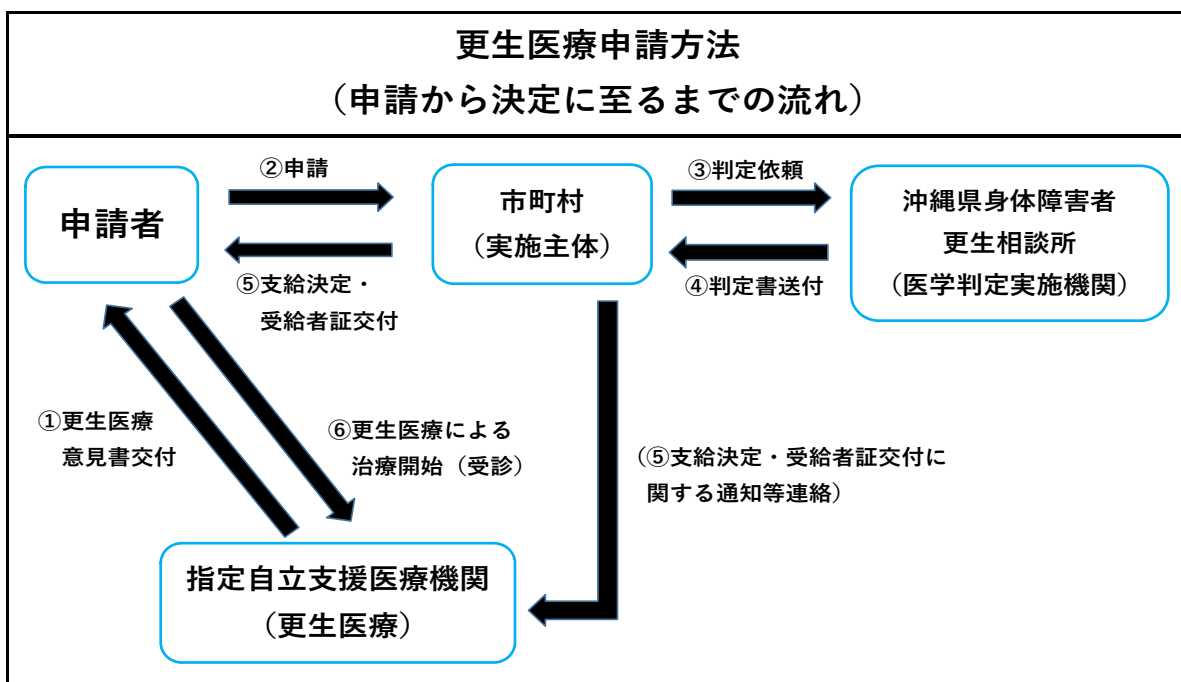 更生医療申請方法
（申請から決定に至るまでの流れ）
②申請
③判定依頼
申請者
市町村
（実施主体）
沖縄県身体障害者
更生相談所
（医学判定実施機関）
⑤支給決定・
受給者証交付
④判定書送付
①更生医療
意見書交付
⑥更生医療による
治療開始（受診）
（⑤支給決定・受給者証交付に
関する通知等連絡）
指定自立支援医療機関
（更生医療）